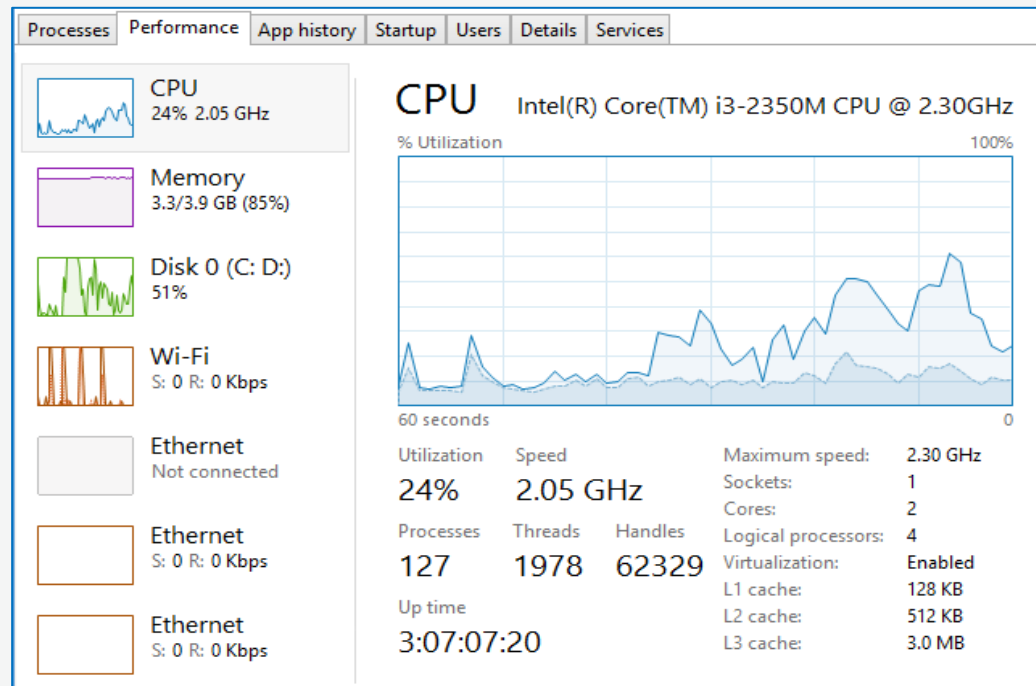 Processes Performance App history Startup Users Details Services
CPU
24% 2.05 GHz
Memory
3.3/3.9 GB (85%)
Disk 0 (C: D:)
51%
Wi-Fi
S: 0 R: 0 Kbps
Ethernet
Not connected
Ethernet
S: 0 R: 0 Kbps
Ethernet
S: 0 R: 0 Kbps
CPU Intel(R) Core(TM) i3-2350M CPU @ 2.30GHz
% Utilization 100%
60 seconds 0
Utilization Speed
24% 2.05 GHz
Processes Threads Handles
127 1978 62329
Up time
3:07:07:20
Maximum speed: 2.30 GHz
Sockets: 1
Cores: 2
Logical processors: 4
Virtualization: Enabled
L1 cache: 128 KB
L2 cache: 512 KB
L3 cache: 3.0 MB